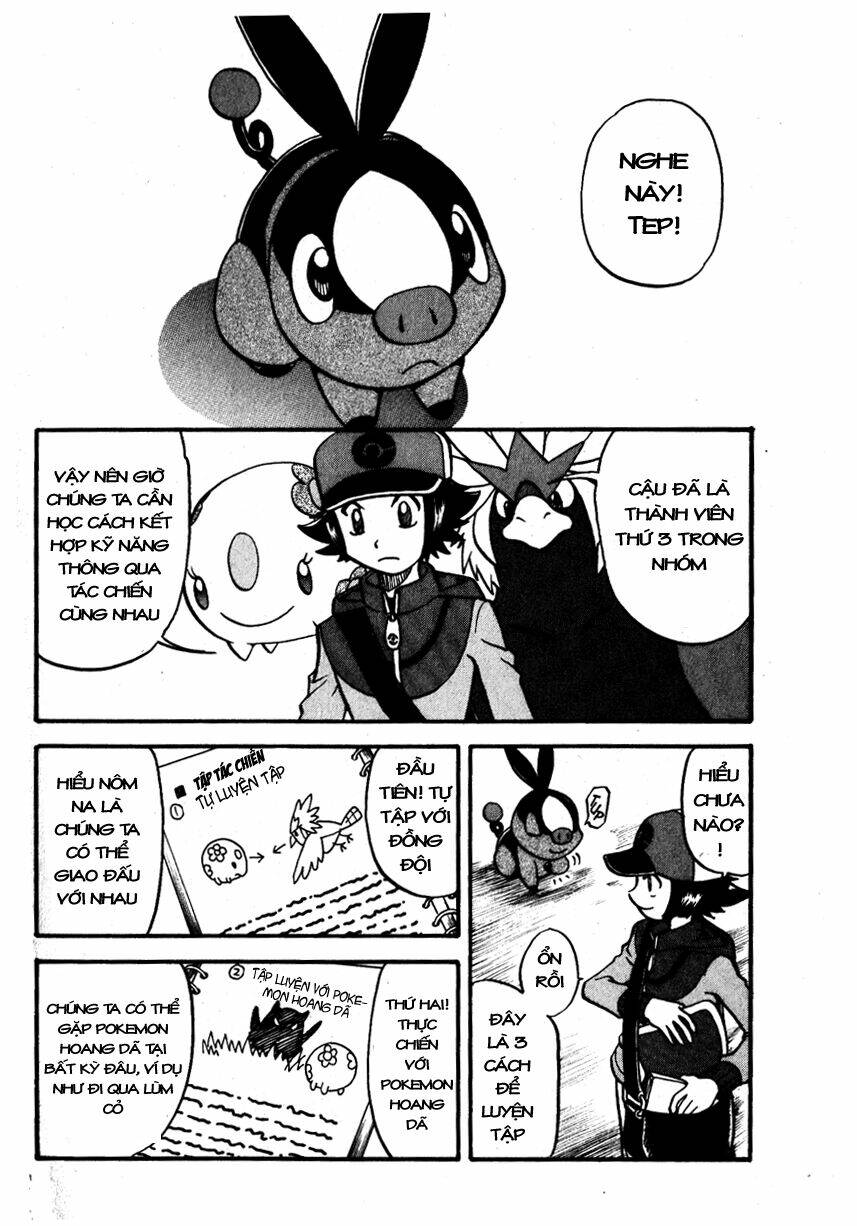 NGHE
NÀY!
TEP!
CẬU ĐÃ LÀ
THÀNH VIÊN
THỨ 3 TRONG
NHÓM
VẬY NÊN GIỜ
CHÚNG TA CẦN
HỌC CÁCH KẾT
HỢP KỸ NĂNG
THÔNG QUA
TÁC CHIẾN
CÙNG NHAU
HIỂU
CHƯA
NÀO?
!
ỔN
RỒI
ĐÂY
LÀ 3
CÁCH
ĐỂ
LUYỆN
TẬP
ĐẦU
TIÊN! TỰ
TẬP VỚI
ĐỒNG
ĐỘI
■ TẬP TÁC CHIẾN
① TỰ LUYỆN TẬP
HIỂU NÔM
NA LÀ
CHÚNG TA
CÓ THỂ
GIAO ĐẤU
VỚI NHAU
THỨ HAI!
THỰC
CHIẾN
VỚI
POKEMON
HOANG
DÃ
② TẬP LUYỆN VỚI POKE-
MON HOANG DÃ
CHÚNG TA CÓ THỂ
GẶP POKEMON
HOANG DÃ TẠI
BẤT KỲ ĐÂU, VÍ DỤ
NHƯ ĐI QUA LÙM
CỎ